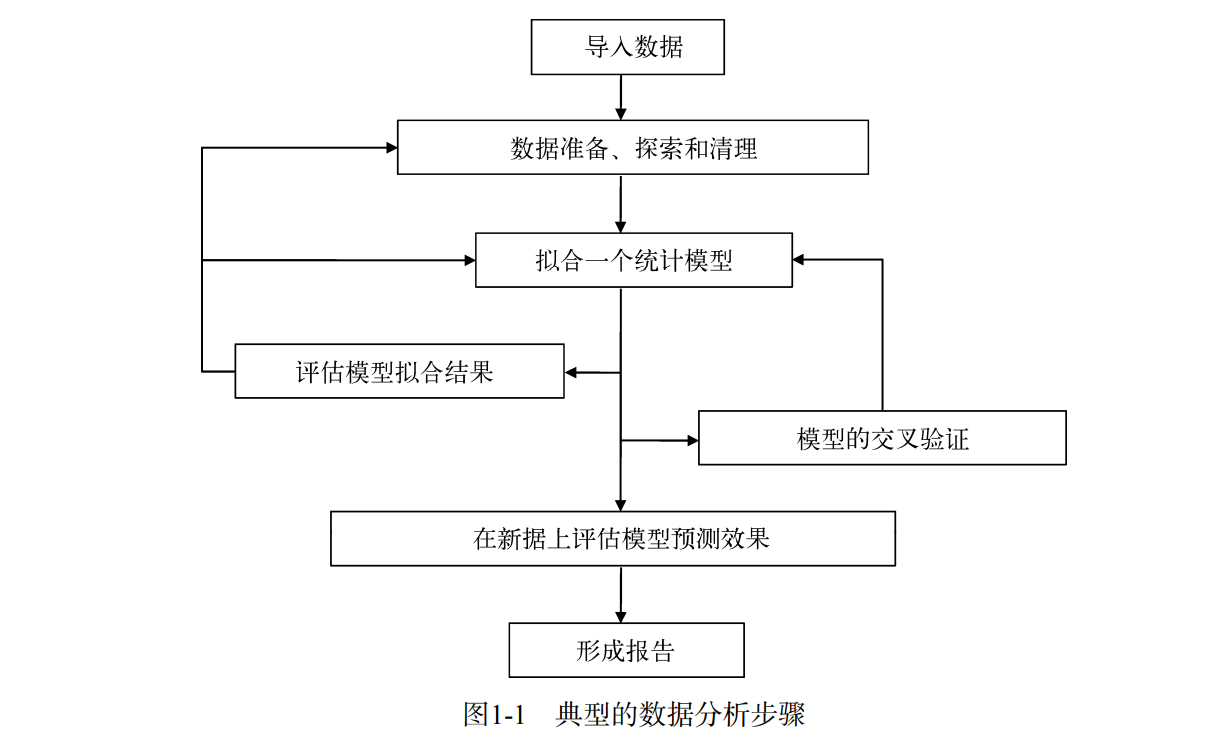 导入数据
数据准备、探索和清理
拟合一个统计模型
评估模型拟合结果
模型的交叉验证
在新据上评估模型预测效果
形成报告
图1-1 典型的数据分析步骤